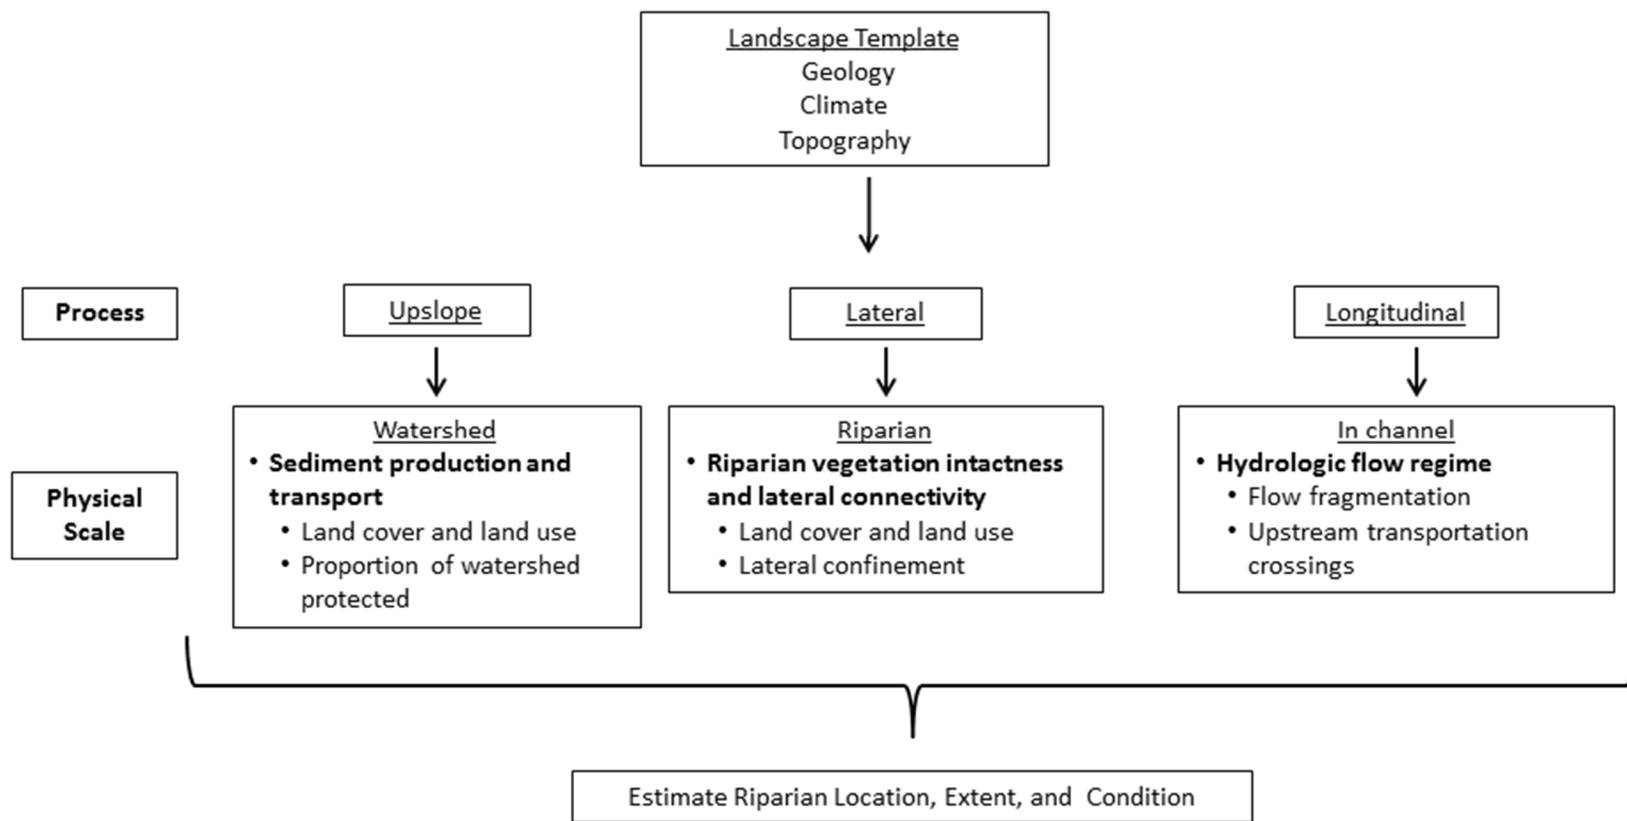 Landscape Template
Geology
Climate
Topography
Process
Upslope
Lateral
Longitudinal
Physical
Scale
Watershed
• Sediment production and
transport
• Land cover and land use
• Proportion of watershed
protected
Riparian
• Riparian vegetation intactness
and lateral connectivity
• Land cover and land use
• Lateral confinement
In channel
• Hydrologic flow regime
• Flow fragmentation
• Upstream transportation
crossings
Estimate Riparian Location, Extent, and Condition